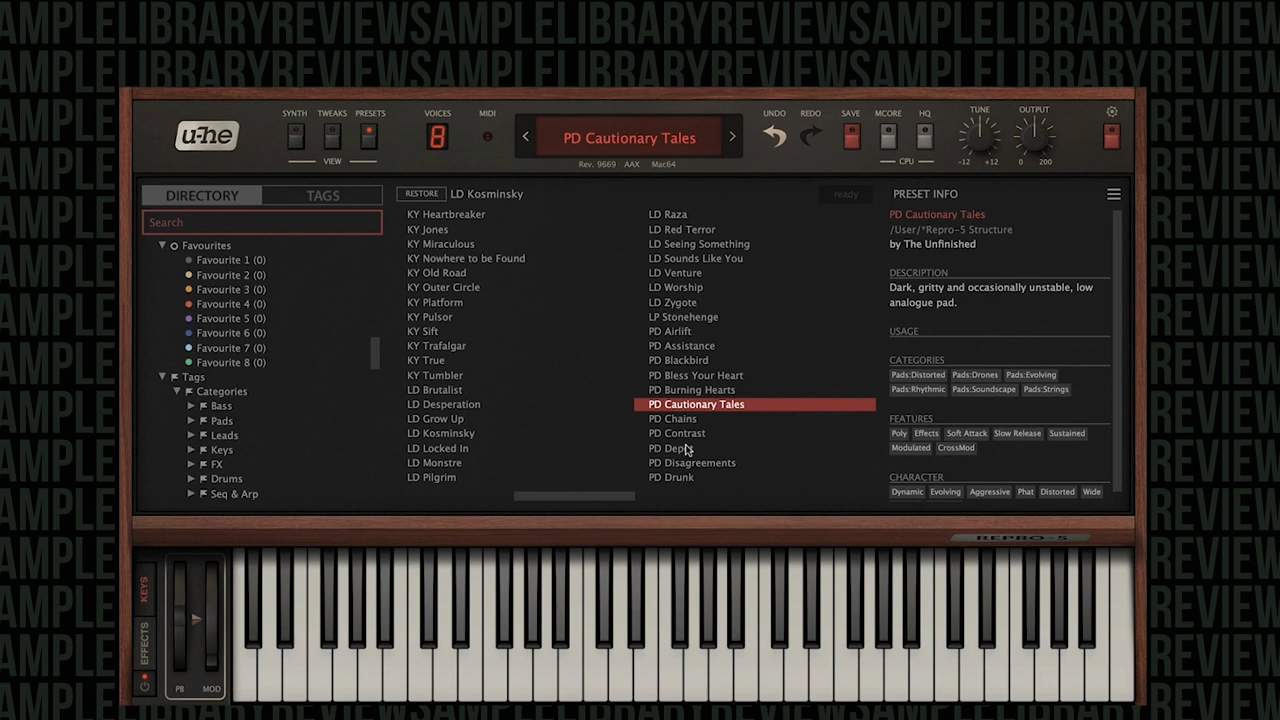 SAMPLELIBRARYREVIEWSAMPLELIBRARYREVIEWSAMPLELIBRARYREVIEW
SYNTH TWEAKS PRESETS VOICES MIDI UNDO REDO SAVE MCORE HQ TUNE OUTPUT
u-he
8
PD Cautionary Tales
VIEW
Rev. 9669 AAX Mac64
CPU
-12 +12 0 200
DIRECTORY TAGS
Search
Favourites
Favourite 1 (0)
Favourite 2 (0)
Favourite 3 (0)
Favourite 4 (0)
Favourite 5 (0)
Favourite 6 (0)
Favourite 7 (0)
Favourite 8 (0)
Tags
Categories
Bass
Pads
Leads
Keys
FX
Drums
Seq & Arp
RESTORE LD Kosminsky
ready
KY Heartbreaker
KY Jones
KY Miraculous
KY Nowhere to be Found
KY Old Road
KY Outer Circle
KY Platform
KY Pulsor
KY Sift
KY Trafalgar
KY True
KY Tumbler
LD Brutalist
LD Desperation
LD Grow Up
LD Kosminsky
LD Locked In
LD Monstre
LD Pilgrim
LD Raza
LD Red Terror
LD Seeing Something
LD Sounds Like You
LD Venture
LD Worship
LD Zygote
LP Stonehenge
PD Airlift
PD Assistance
PD Blackbird
PD Bless Your Heart
PD Burning Hearts
PD Cautionary Tales
PD Chains
PD Contrast
PD
PD Disagreements
PD Drunk
PRESET INFO
PD Cautionary Tales
/User/*Repro-5 Structure
by The Unfinished
DESCRIPTION
Dark, gritty and occasionally unstable, low
analogue pad.
USAGE
CATEGORIES
Pads:Distorted Pads:Drones Pads:Evolving
Pads:Rhythmic Pads:Soundscape Pads:Strings
FEATURES
Poly Effects Soft Attack Slow Release Sustained
Modulated CrossMod
CHARACTER
Dynamic Evolving Aggressive Phat Distorted Wide
REPRO-5
KEYS
EFFECTS
PB MOD